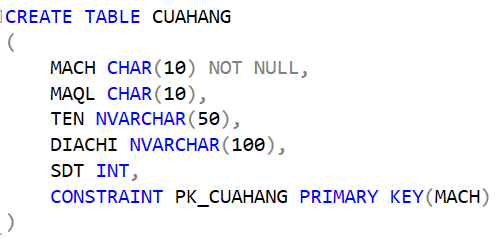 CREATE TABLE CUAHANG
(
MACH CHAR(10) NOT NULL,
MAQL CHAR(10),
TEN NVARCHAR(50),
DIACHI NVARCHAR(100),
SDT INT,
CONSTRAINT PK_CUAHANG PRIMARY KEY(MACH)
)